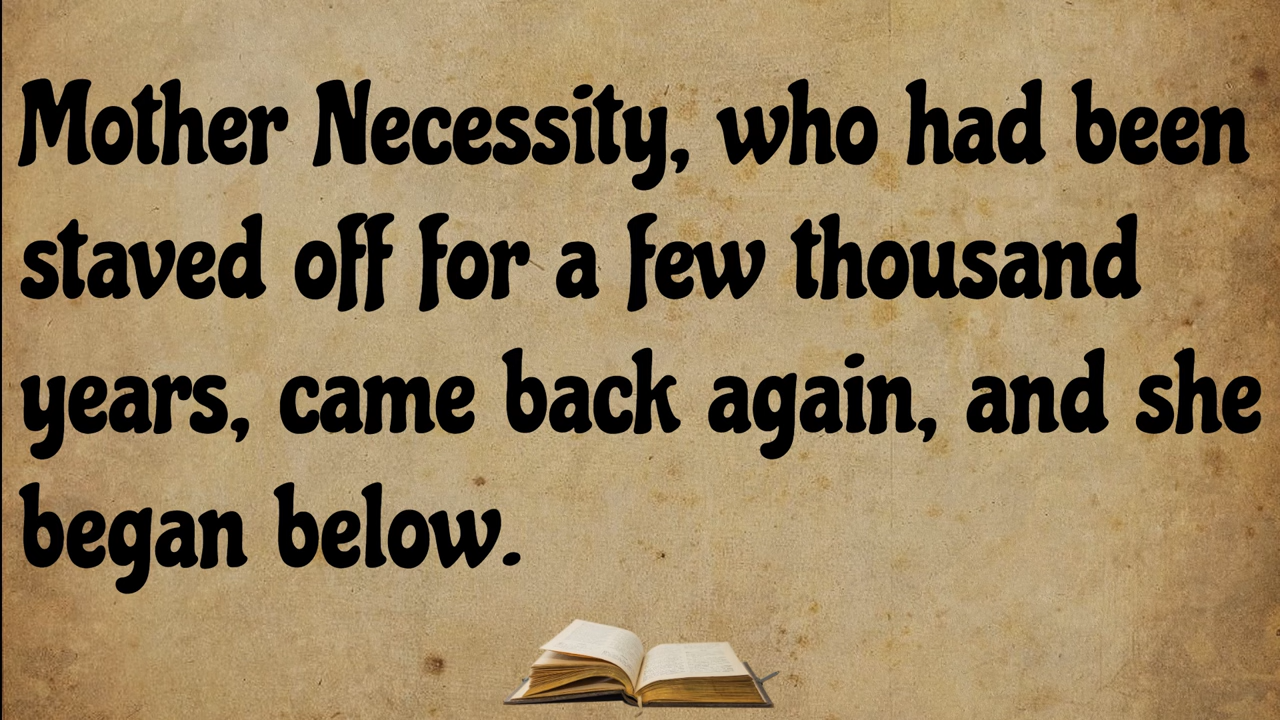 Mother Necessity, who had been
staved off for a few thousand
years, came back again, and she
began below.